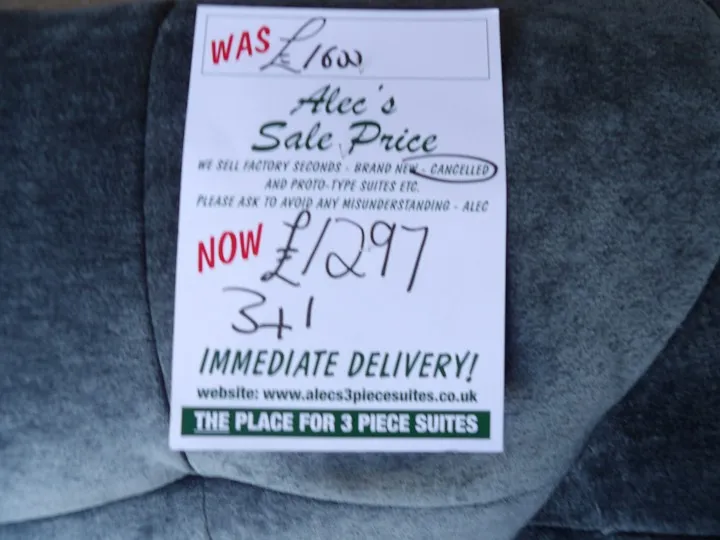 WAS £1600
Alec's
Sale Price
WE SELL FACTORY SECONDS - BRAND NEW - CANCELLED
AND PROTO-TYPE SUITES ETC.
PLEASE ASK TO AVOID ANY MISUNDERSTANDING - ALEC
NOW £1297
3+1
IMMEDIATE DELIVERY!
website: www.alecs3piecesuites.co.uk
THE PLACE FOR 3 PIECE SUITES